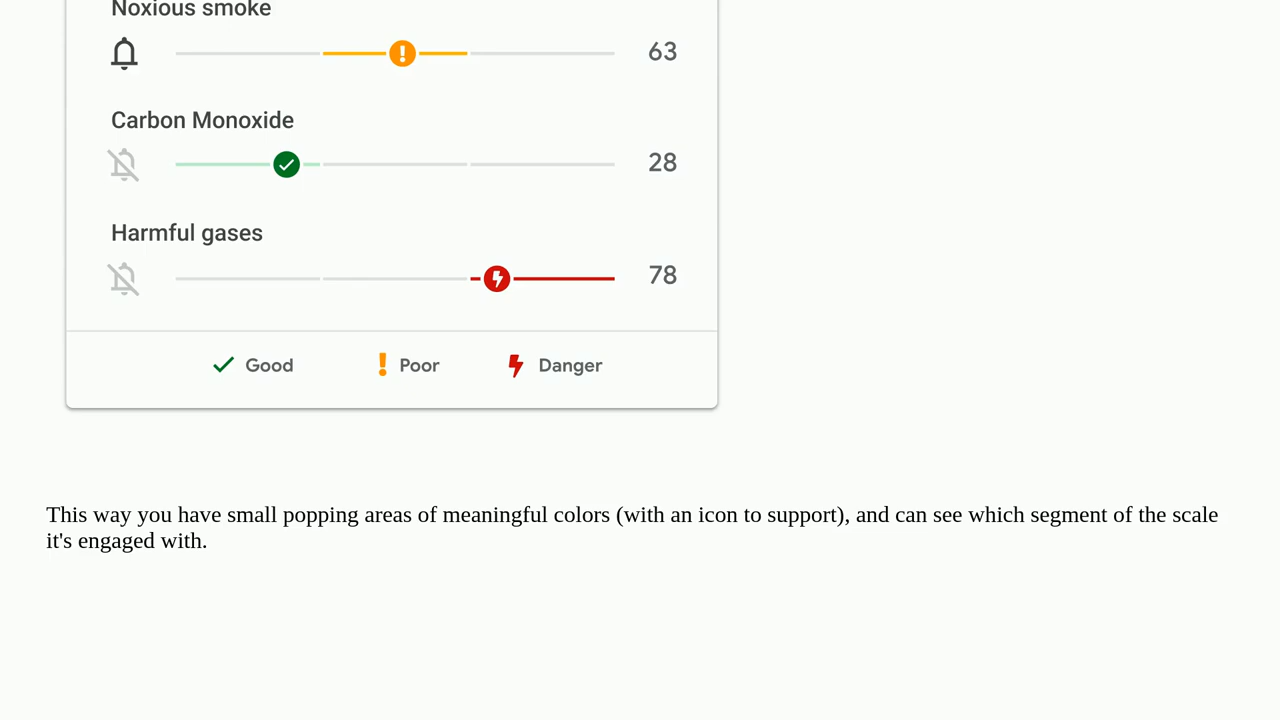 Noxious smoke
63
Carbon Monoxide
28
Harmful gases
78
Good Poor Danger
This way you have small popping areas of meaningful colors (with an icon to support), and can see which segment of the scale
it's engaged with.